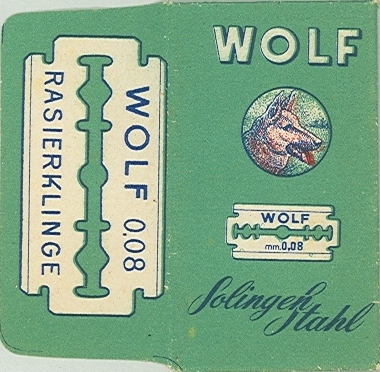 WOLF 0,08
RASIERKLINGE
WOLF
WOLF
mm.0,08
Solingen
Stahl